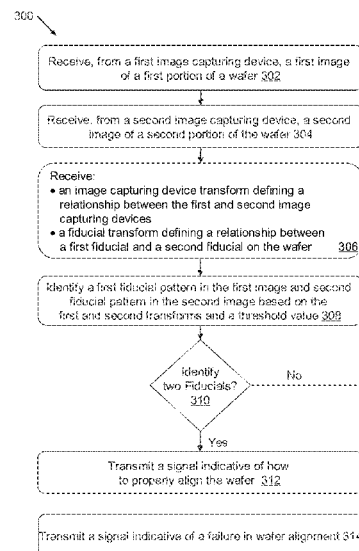 300
Receive, from a first image capturing device, a first image
of a first portion of a wafer 302
Receive, from a second image capturing device, a second
image of a second portion of the wafer 304
Receive:
• an image capturing device transform defining a
relationship between the first and second image
capturing devices
• a fiducial transform defining a relationship between
a first fiducial and a second fiducial on the wafer 306
Identify a first fiducial pattern in the first image and second
fiducial pattern in the second image based on the
first and second transforms and a threshold value 308
Identify
two Fiducials?
310
No
Yes
Transmit a signal indicative of how
to properly align the wafer 312
Transmit a signal indicative of a failure in wafer alignment 314